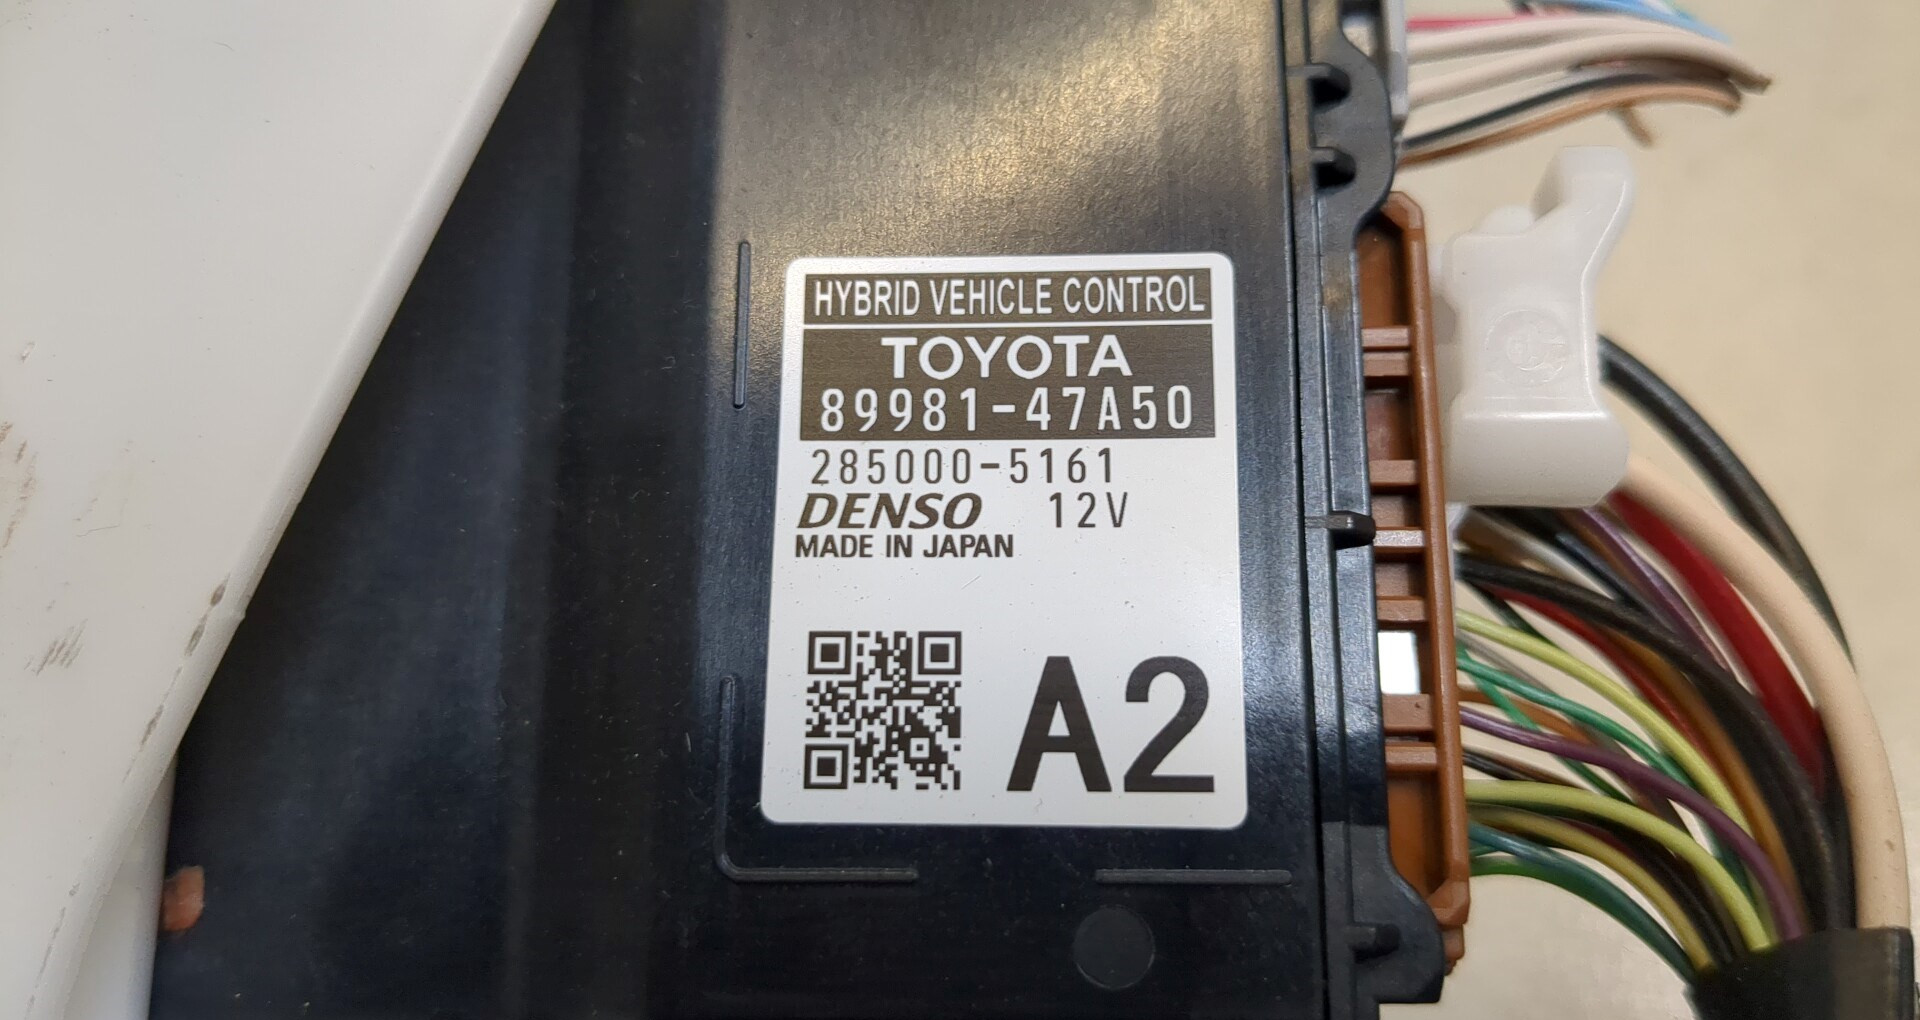 HYBRID VEHICLE CONTROL
TOYOTA
89981-47A50
285000-5161
DENSO 12V
MADE IN JAPAN
A2